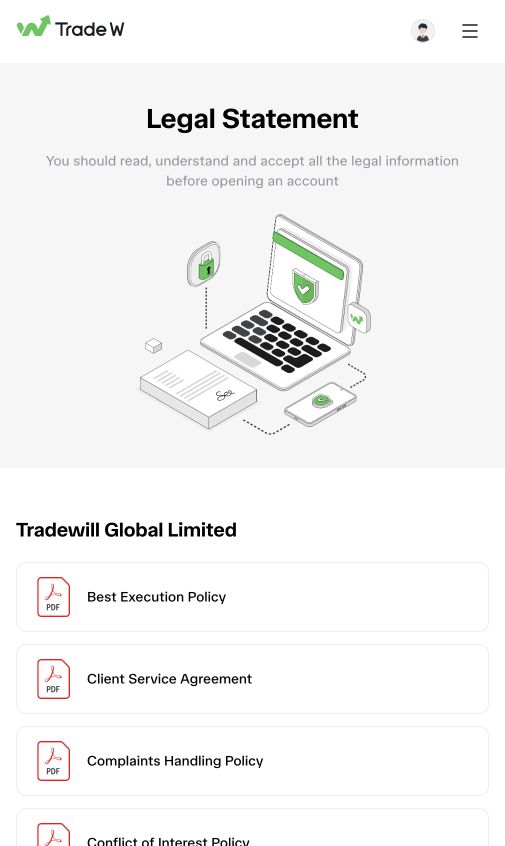 Trade W
Legal Statement
You should read, understand and accept all the legal information
before opening an account
Tradewill Global Limited
PDF
Best Execution Policy
PDF
Client Service Agreement
PDF
Complaints Handling Policy
Conflict of Interest Policy